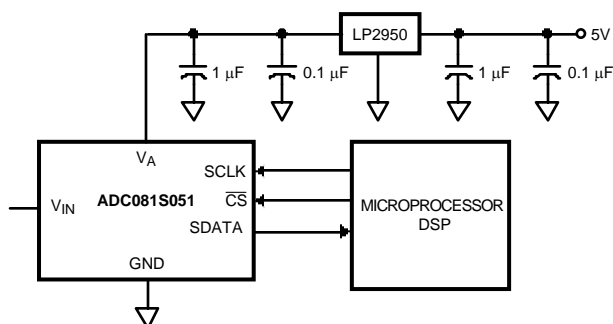 LP2950
5V
1 μF
0.1 μF
1 μF
0.1 μF
VA
SCLK
VIN
ADC081S051
CS
MICROPROCESSOR
DSP
SDATA
GND